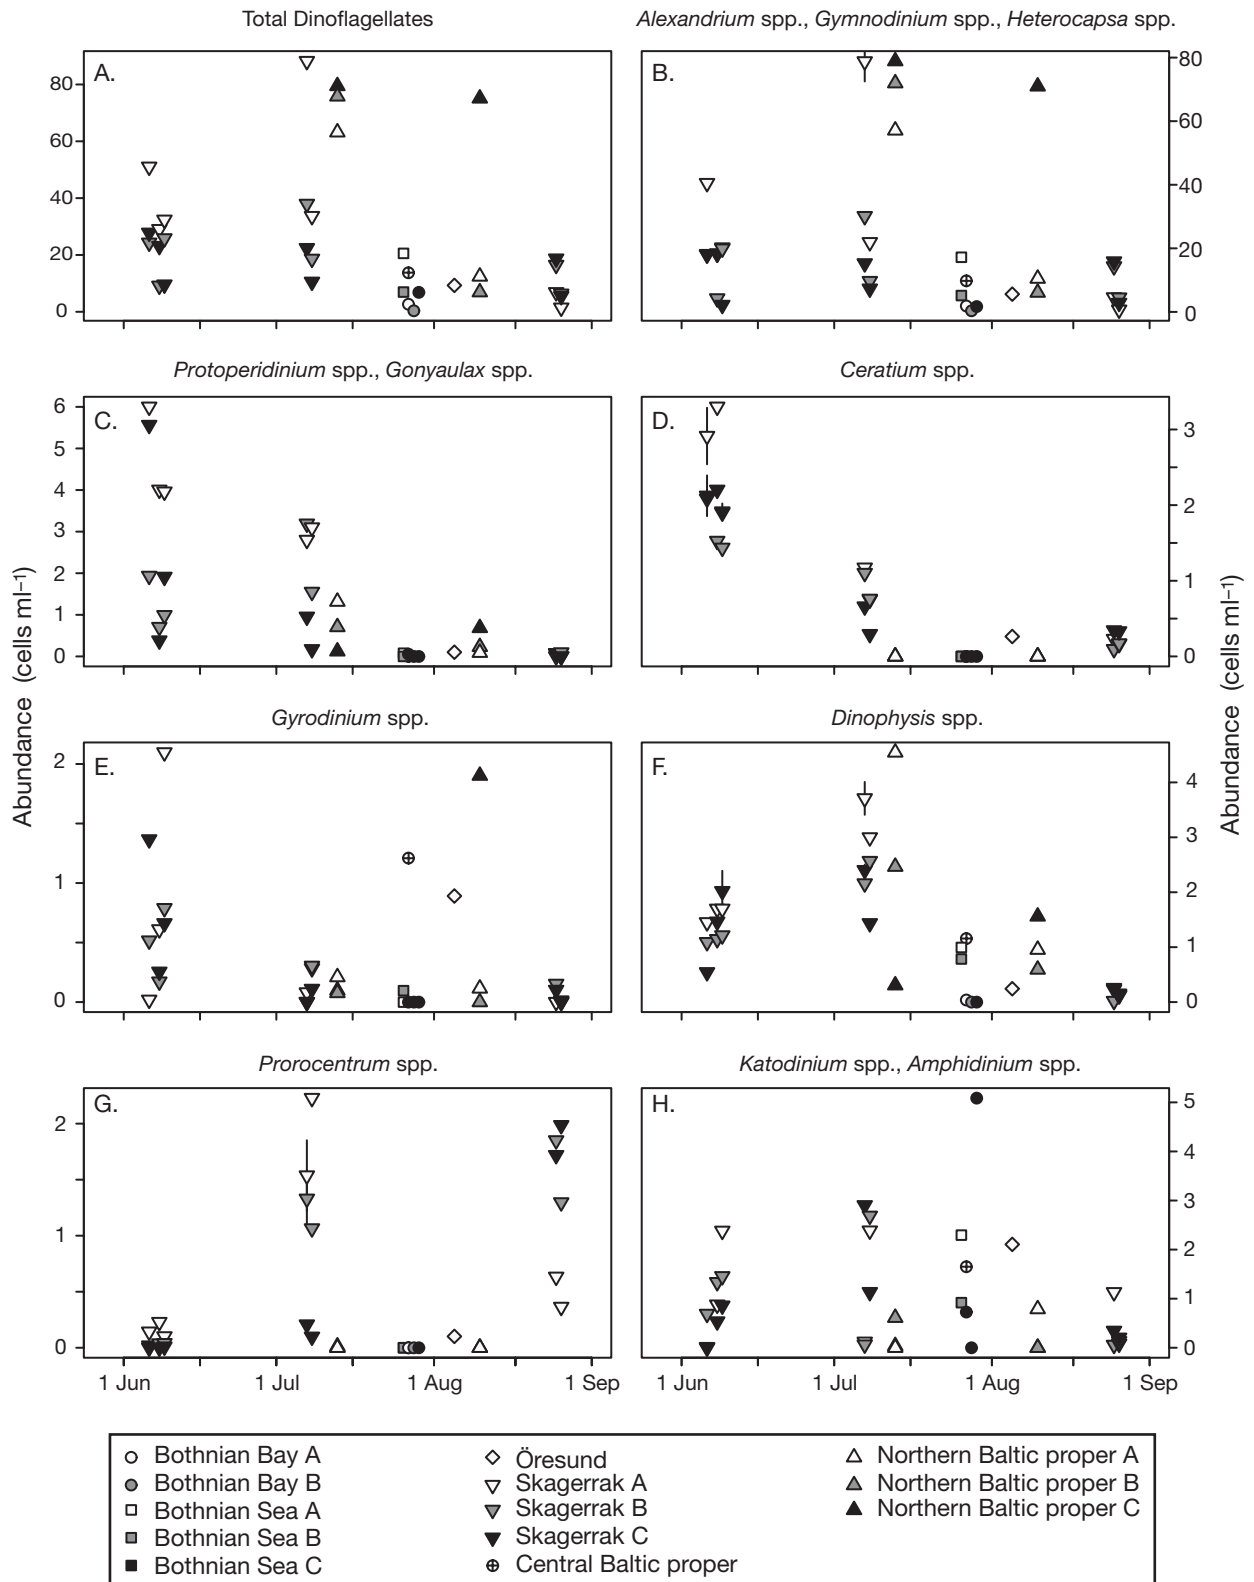 Total Dinoflagellates
Alexandrium spp., Gymnodinium spp., Heterocapsa spp.
A.
80
60
40
20
0
B.
80
60
40
20
0
Protoperidinium spp., Gonyaulax spp.
Ceratium spp.
C.
6
5
4
3
2
1
0
D.
3
2
1
0
Abundance (cells ml⁻¹)
Abundance (cells ml⁻¹)
Gyrodinium spp.
Dinophysis spp.
E.
2
1
0
F.
4
3
2
1
0
Prorocentrum spp.
Katodinium spp., Amphidinium spp.
G.
2
1
0
H.
5
4
3
2
1
0
1 Jun 1 Jul 1 Aug 1 Sep
1 Jun 1 Jul 1 Aug 1 Sep
Bothnian Bay A
Bothnian Bay B
Bothnian Sea A
Bothnian Sea B
Bothnian Sea C
Öresund
Skagerrak A
Skagerrak B
Skagerrak C
Central Baltic proper
Northern Baltic proper A
Northern Baltic proper B
Northern Baltic proper C